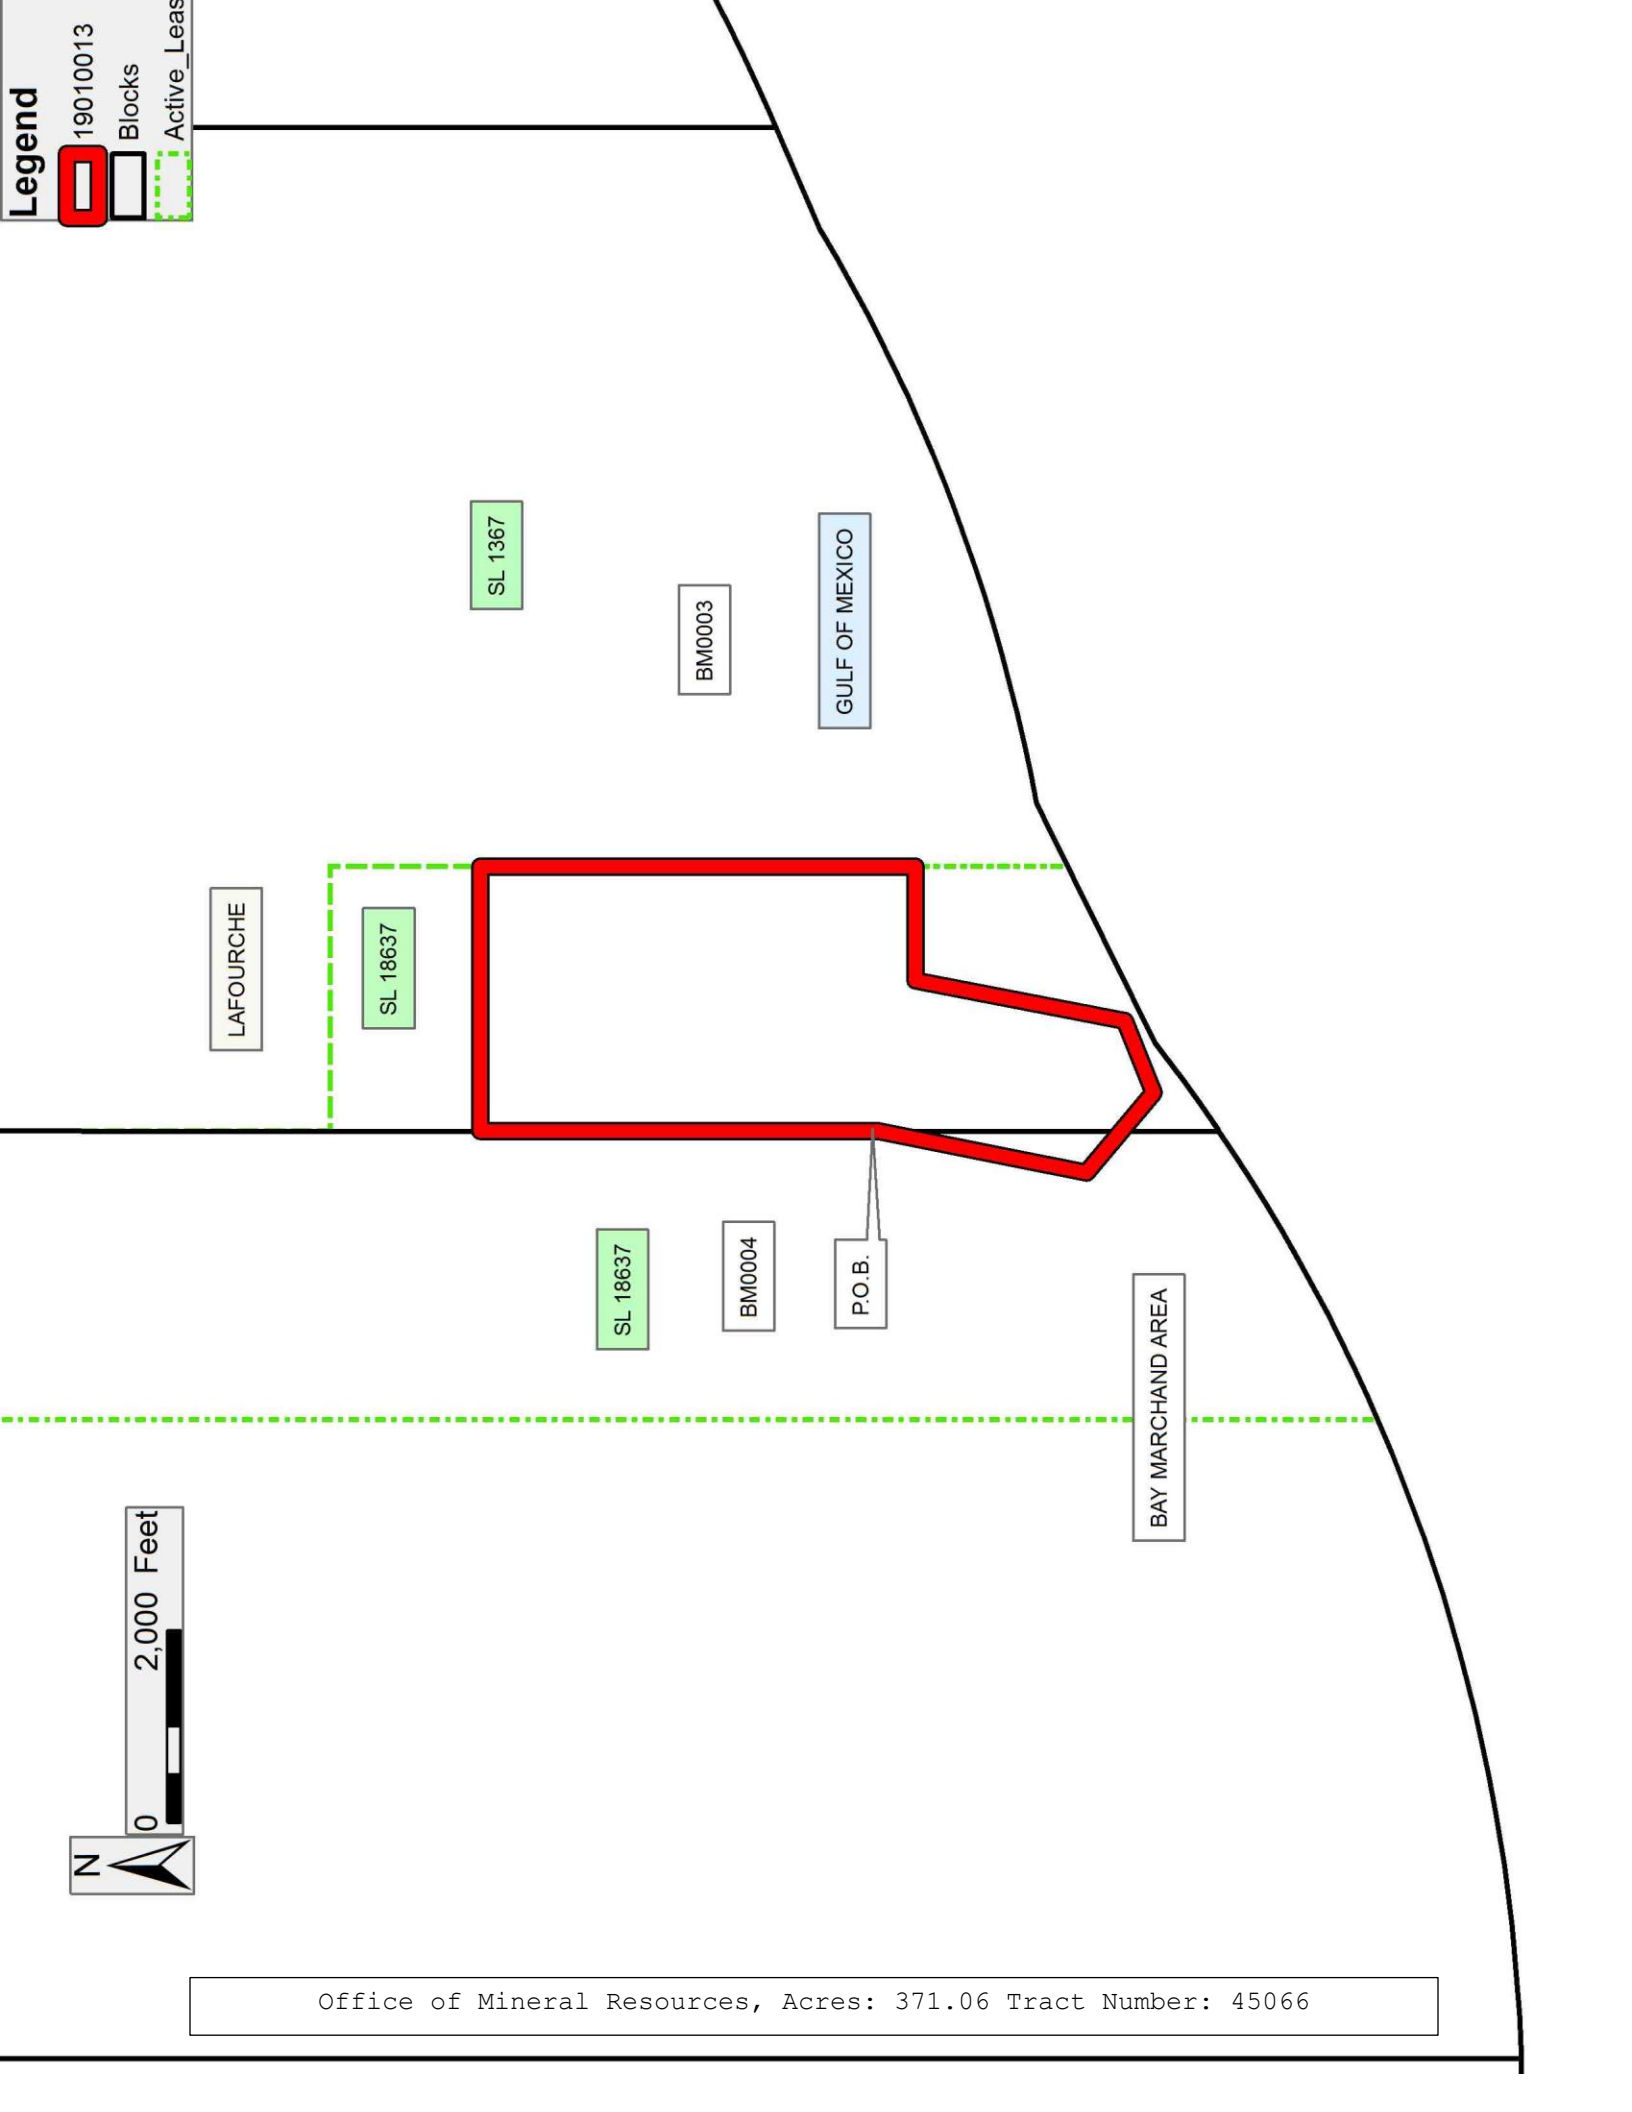 Legend
19010013
Blocks
Active_Leas
SL 1367
BM0003
GULF OF MEXICO
LAFOURCHE
SL 18637
SL 18637
BM0004
P.O.B.
BAY MARCHAND AREA
0 2,000 Feet
N
Office of Mineral Resources, Acres: 371.06 Tract Number: 45066